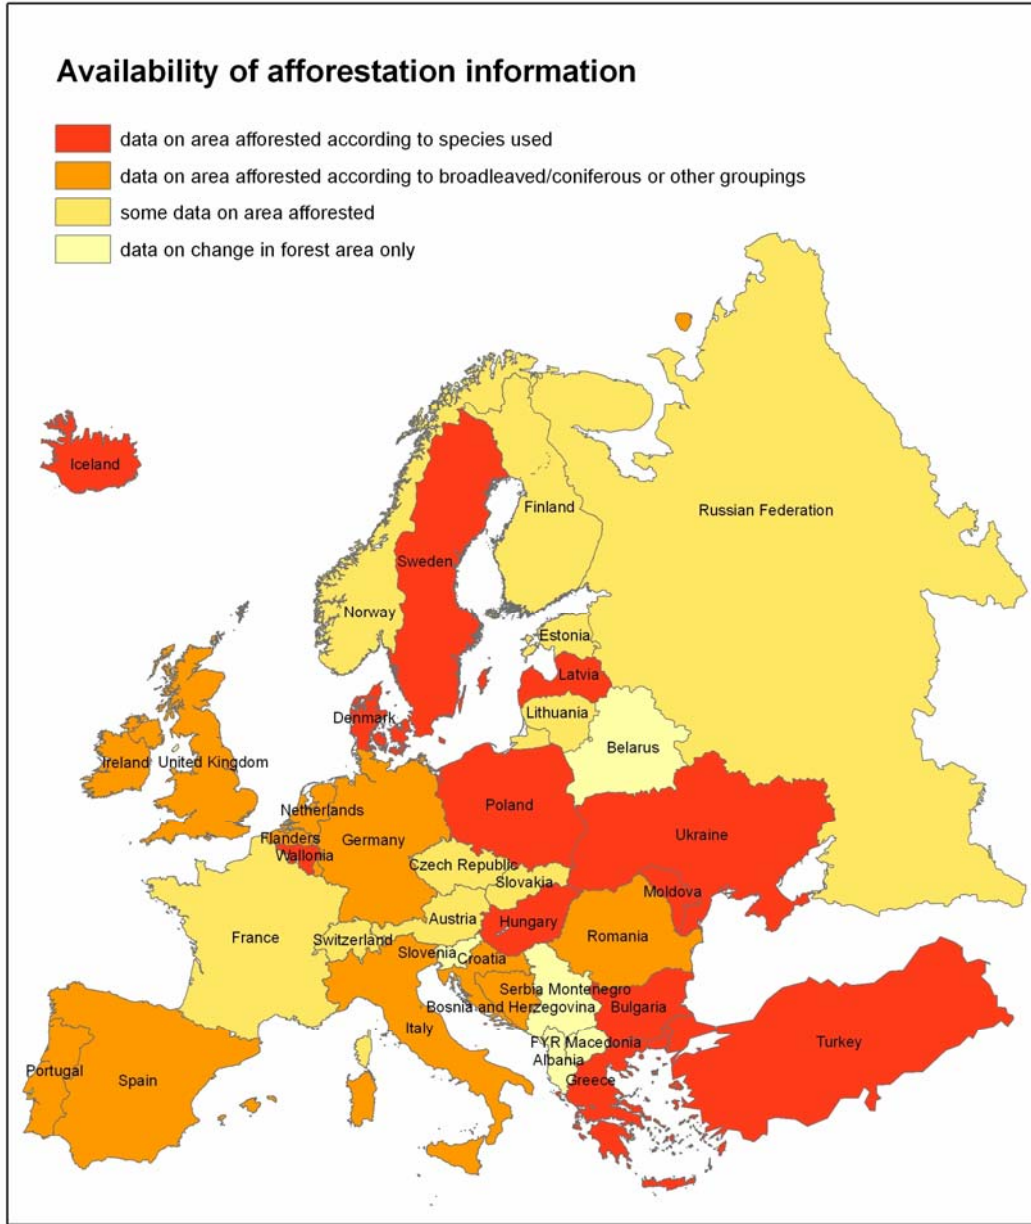 Availability of afforestation information
data on area afforested according to species used
data on area afforested according to broadleaved/coniferous or other groupings
some data on area afforested
data on change in forest area only
Iceland
Finland
Russian Federation
Sweden
Norway
Estonia
Latvia
Denmark
Lithuania
Belarus
Ireland
United Kingdom
Netherlands
Poland
Flanders
Germany
Ukraine
Wallonia
Czech Republic
Slovakia
Moldova
Austria
Hungary
France
Switzerland
Romania
Slovenia
Croatia
Serbia Montenegro
Bosnia and Herzegovina
Bulgaria
Italy
FYR Macedonia
Turkey
Albania
Portugal
Spain
Greece